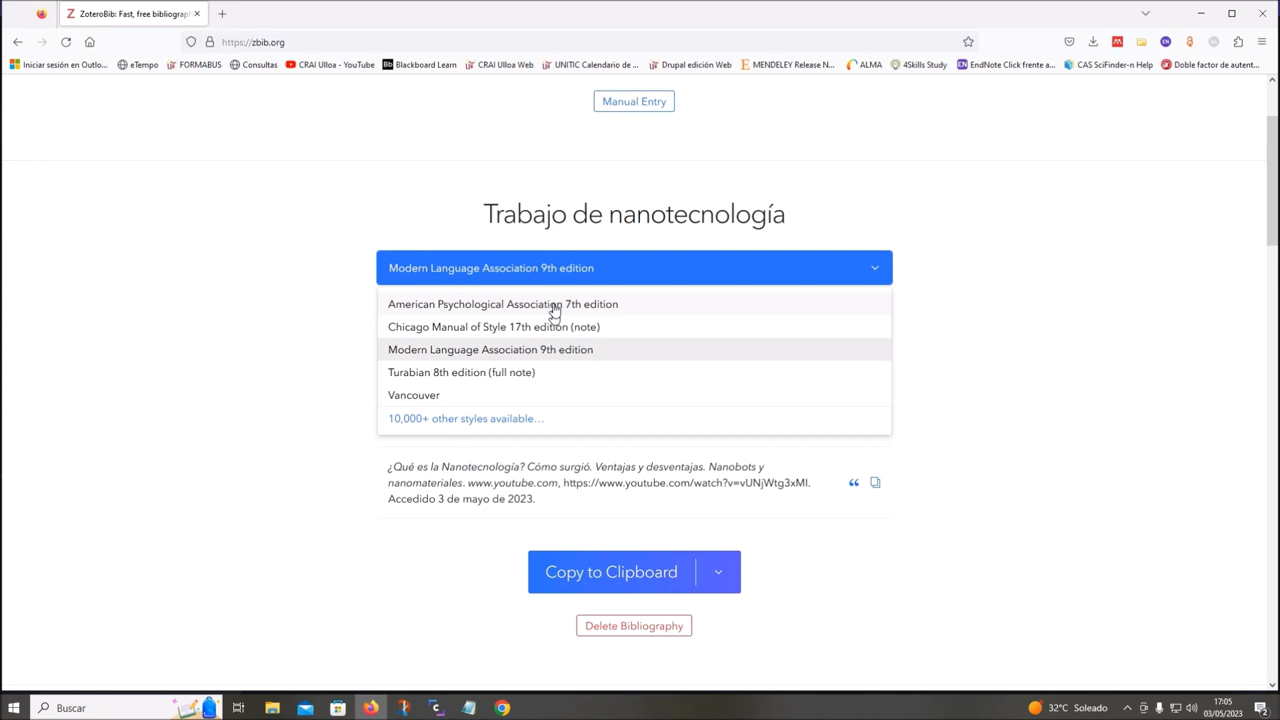 ZoteroBib: Fast, free bibliograph
https://zbib.org
Iniciar sesión en Outlo...
eTempo
FORMABUS
Consultas
CRAI Ulloa - YouTube
Blackboard Learn
CRAI Ulloa Web
UNITIC Calendario de ...
Drupal edición Web
MENDELEY Release N...
ALMA
4Skills Study
EndNote Click frente a...
CAS SciFinder-n Help
Doble factor de autent...
Manual Entry
Trabajo de nanotecnología
Modern Language Association 9th edition
American Psychological Association 7th edition
Chicago Manual of Style 17th edition (note)
Modern Language Association 9th edition
Turabian 8th edition (full note)
Vancouver
10,000+ other styles available…
¿Qué es la Nanotecnología? Cómo surgió. Ventajas y desventajas. Nanobots y
nanomateriales. www.youtube.com, https://www.youtube.com/watch?v=vUNjWtg3xMI.
Accedido 3 de mayo de 2023.
Copy to Clipboard
Delete Bibliography
Buscar
32°C Soleado
17:05
03/05/2023